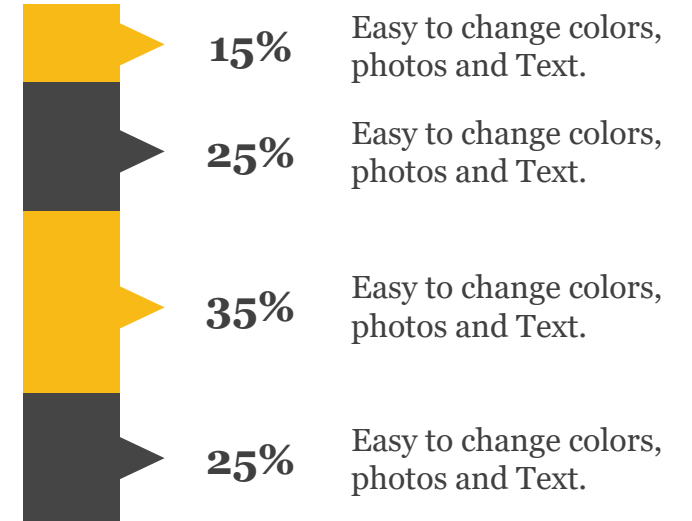 15%
Easy to change colors,
photos and Text.
25%
Easy to change colors,
photos and Text.
35%
Easy to change colors,
photos and Text.
25%
Easy to change colors,
photos and Text.